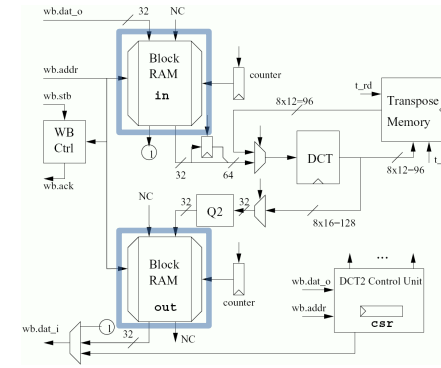 wb.dat_o
32
NC
Block
RAM
in
counter
wb.addr
wb.stb
WB
Ctrl
wb.ack
1
32
64
8x12=96
t_rd
Transpose
Memory
DCT
8x12=96
t_
NC
32
Q2
32
8x16=128
Block
RAM
out
counter
NC
wb.dat_i
1
32
...
wb.dat_o
DCT2 Control Unit
wb.addr
csr